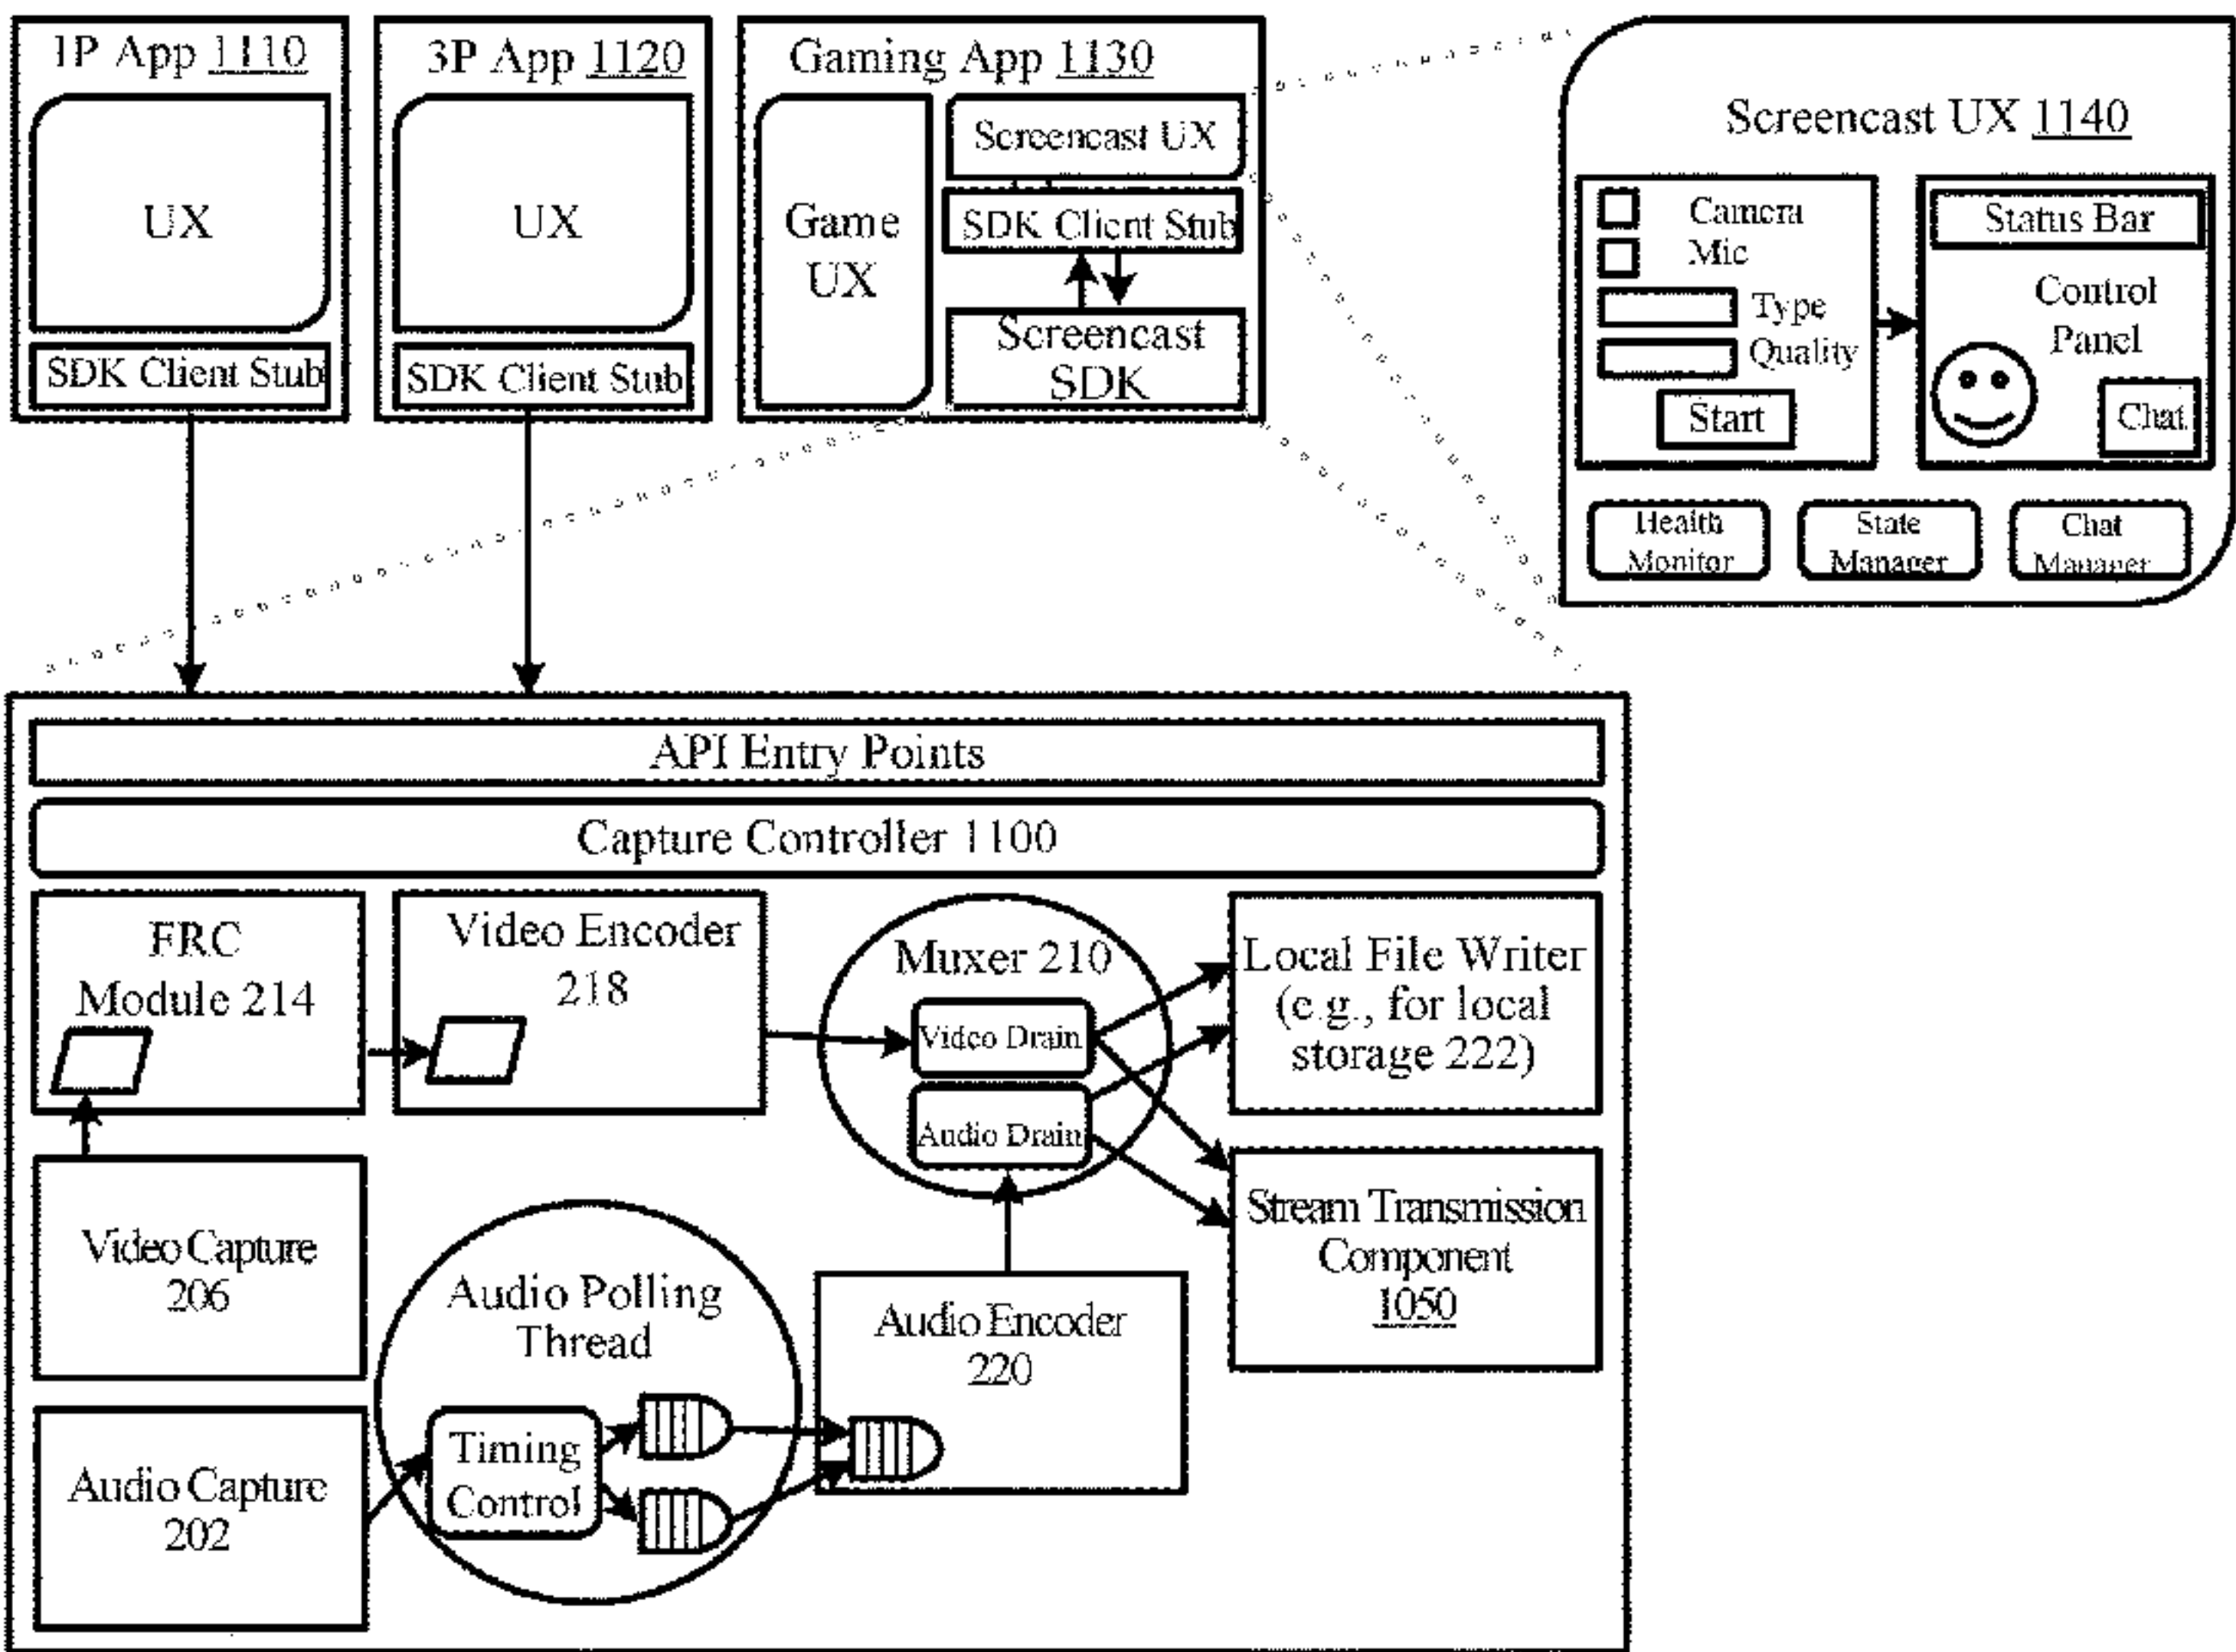 1P App 1110
UX
SDK Client Stub
3P App 1120
UX
SDK Client Stub
Gaming App 1130
Game
UX
Screencast UX
SDK Client Stub
Screencast
SDK
Screencast UX 1140
Camera
Mic
Type
Quality
Start
Status Bar
Control
Panel
Chat
Health
Monitor
State
Manager
Chat
Manager
API Entry Points
Capture Controller 1100
FRC
Module 214
Video Encoder
218
Muxer 210
Video Drain
Audio Drain
Local File Writer
(e.g., for local
storage 222)
Video Capture
206
Stream Transmission
Component
1050
Audio Polling
Thread
Timing
Control
Audio Encoder
220
Audio Capture
202